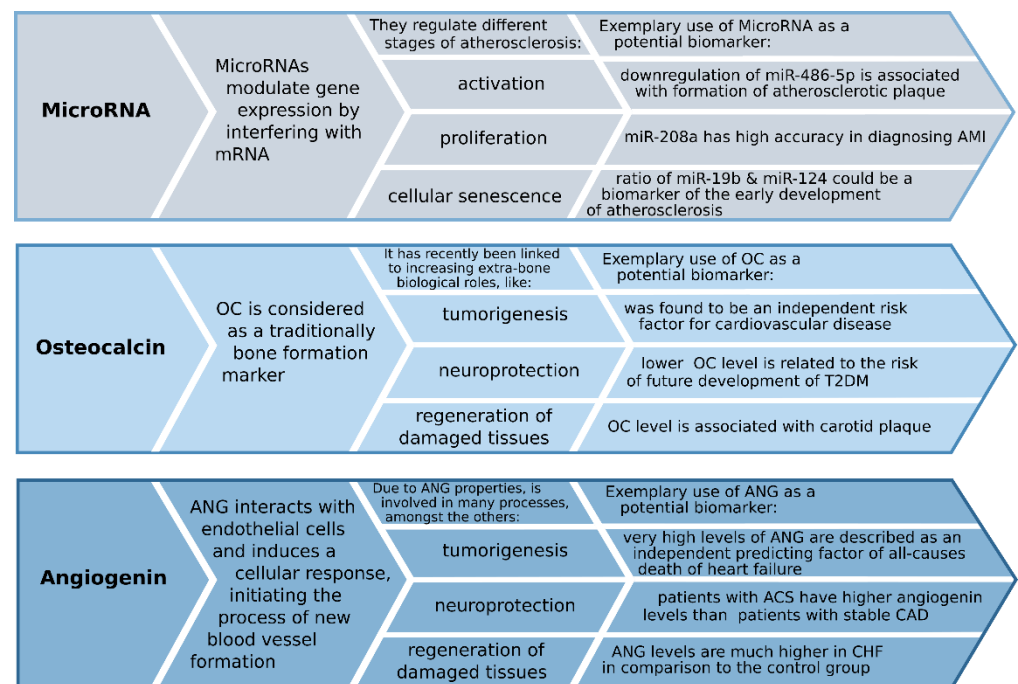 MicroRNA
MicroRNAs
modulate gene
expression by
interfering with
mRNA
They regulate different
stages of atherosclerosis:
activation
proliferation
cellular senescence
Exemplary use of MicroRNA as a
potential biomarker:
downregulation of miR-486-5p is associated
with formation of atherosclerotic plaque
miR-208a has high accuracy in diagnosing AMI
ratio of miR-19b & miR-124 could be a
biomarker of the early development
of atherosclerosis
Osteocalcin
OC is considered
as a traditionally
bone formation
marker
It has recently been linked
to increasing extra-bone
biological roles, like:
tumorigenesis
neuroprotection
regeneration of
damaged tissues
Exemplary use of OC as a
potential biomarker:
was found to be an independent risk
factor for cardiovascular disease
lower OC level is related to the risk
of future development of T2DM
OC level is associated with carotid plaque
Angiogenin
ANG interacts with
endothelial cells
and induces a
cellular response,
initiating the
process of new
blood vessel
formation
Due to ANG properties, is
involved in many processes,
amongst the others:
tumorigenesis
neuroprotection
regeneration of
damaged tissues
Exemplary use of ANG as a
potential biomarker:
very high levels of ANG are described as an
independent predicting factor of all-causes
death of heart failure
patients with ACS have higher angiogenin
levels than patients with stable CAD
ANG levels are much higher in CHF
in comparison to the control group